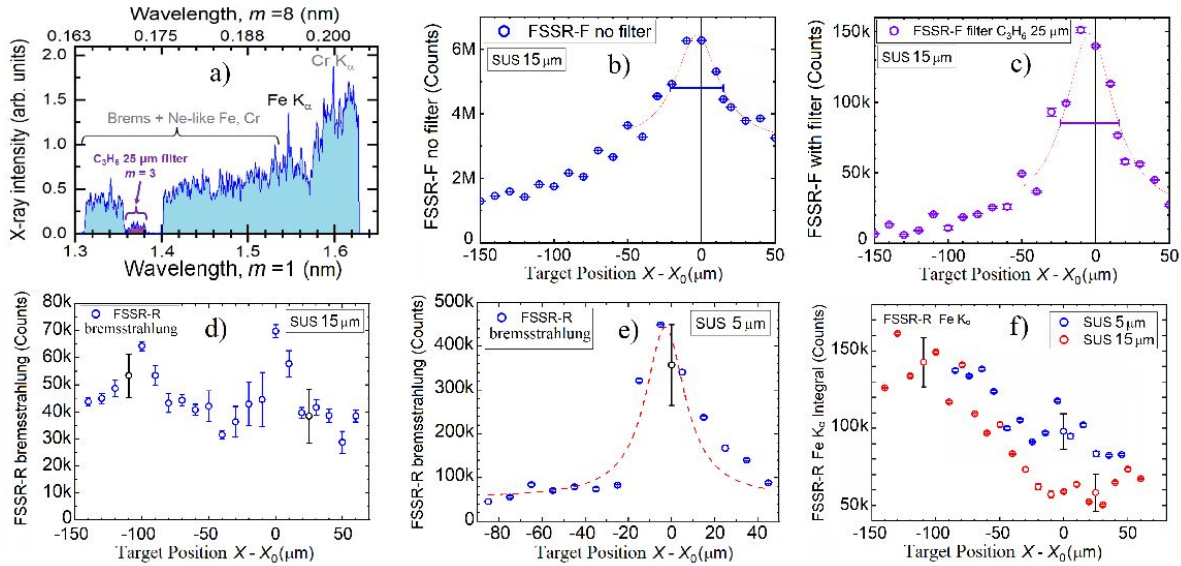 Wavelength, m =8 (nm)
0.163 0.175 0.188 0.200
X-ray intensity (arb. units)
2.0
1.5
1.0
0.5
0.0
a)
Cr Kα
Fe Kα
Brems + Ne-like Fe, Cr
C₃H₆ 25 μm filter
m = 3
1.3 1.4 1.5 1.6
Wavelength, m =1 (nm)
FSSR-F no filter (Counts)
6M
4M
2M
0
FSSR-F no filter
SUS 15 μm
b)
-150 -100 -50 0 50
Target Position X - X₀(μm)
FSSR-F with filter (Counts)
150k
100k
50k
0
FSSR-F filter C₃H₆ 25 μm
SUS 15 μm
c)
-150 -100 -50 0 50
Target Position X - X₀(μm)
FSSR-R bremsstrahlung (Counts)
80k
70k
60k
50k
40k
30k
20k
10k
0
FSSR-R
bremsstrahlung
d)
SUS 15 μm
-150 -100 -50 0 50
Target Position X - X₀(μm)
FSSR-R bremsstrahlung (Counts)
500k
400k
300k
200k
100k
0
FSSR-R
bremsstrahlung
e)
SUS 5 μm
-80 -60 -40 -20 0 20 40
Target Position X - X₀(μm)
FSSR-R Fe Kα Integral (Counts)
150k
100k
50k
FSSR-R Fe Kα
SUS 5 μm
SUS 15 μm
f)
-150 -100 -50 0 50
Target Position X - X₀(μm)